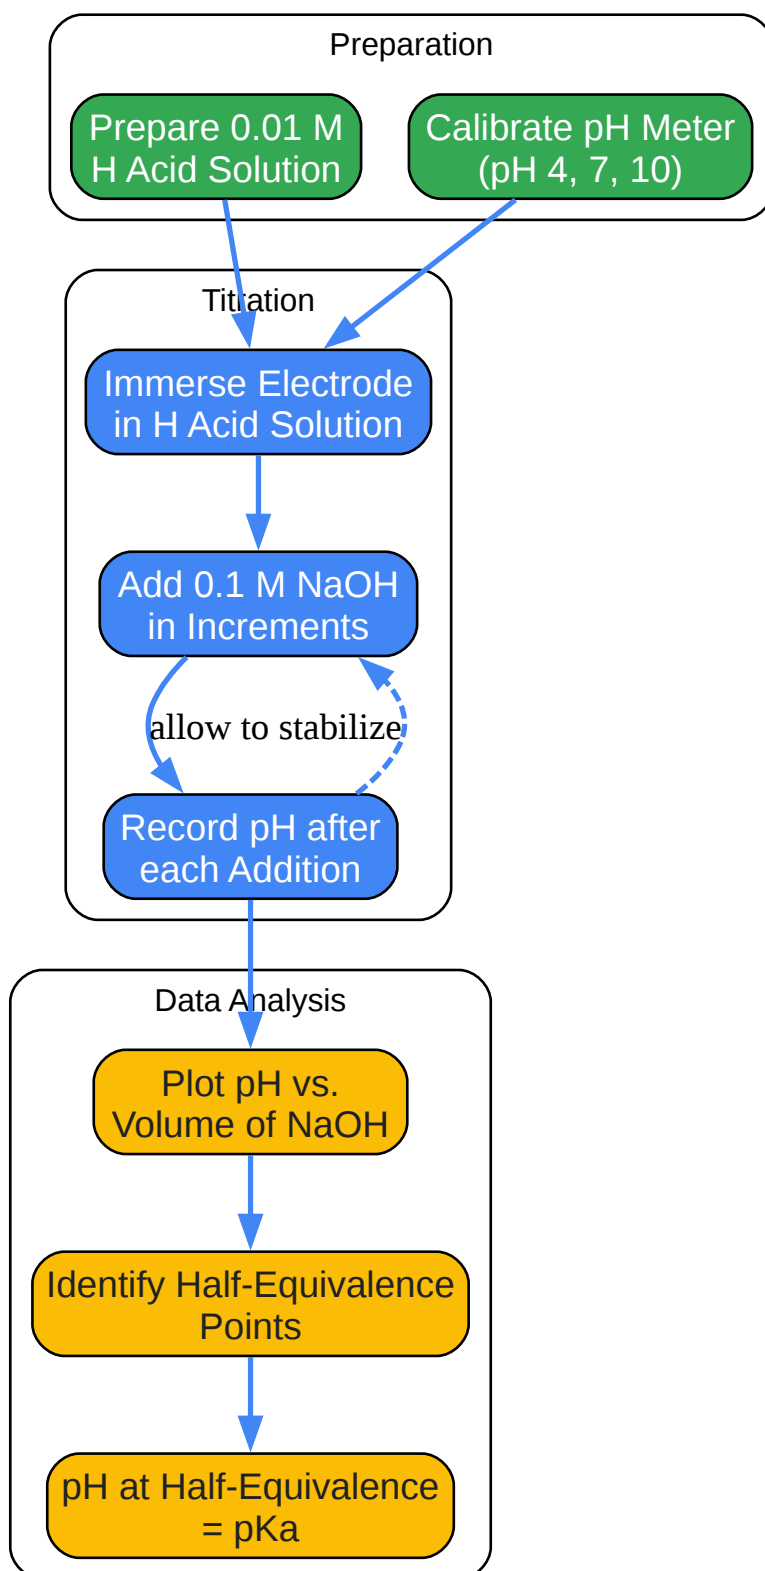 Preparation
Prepare 0.01 M
H Acid Solution
Calibrate pH Meter
(pH 4, 7, 10)
Titration
Immerse Electrode
in H Acid Solution
Add 0.1 M NaOH
in Increments
allow to stabilize
Record pH after
each Addition
Data Analysis
Plot pH vs.
Volume of NaOH
Identify Half-Equivalence
Points
pH at Half-Equivalence
= pKa